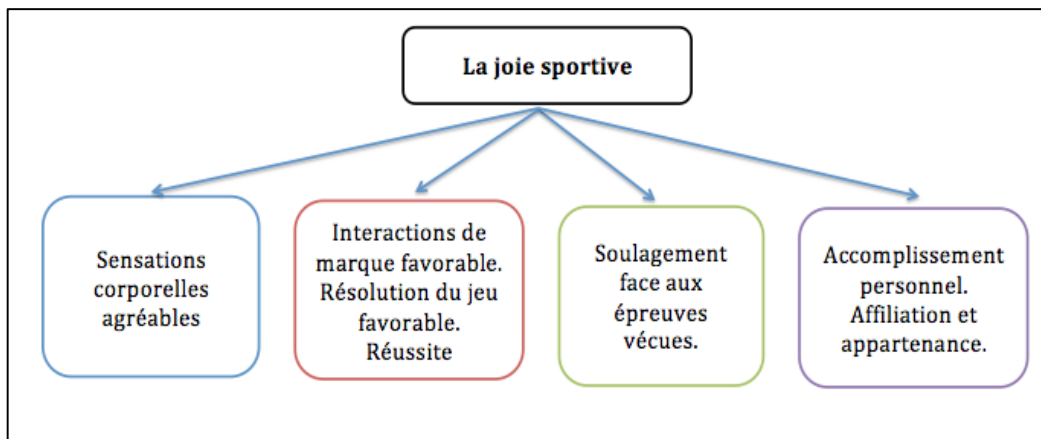 La joie sportive
Sensations
corporelles
agréables
Interactions de
marque favorable.
Résolution du jeu
favorable.
Réussite
Soulagement
face aux
épreuves
vécues.
Accomplissement
personnel.
Affiliation et
appartenance.